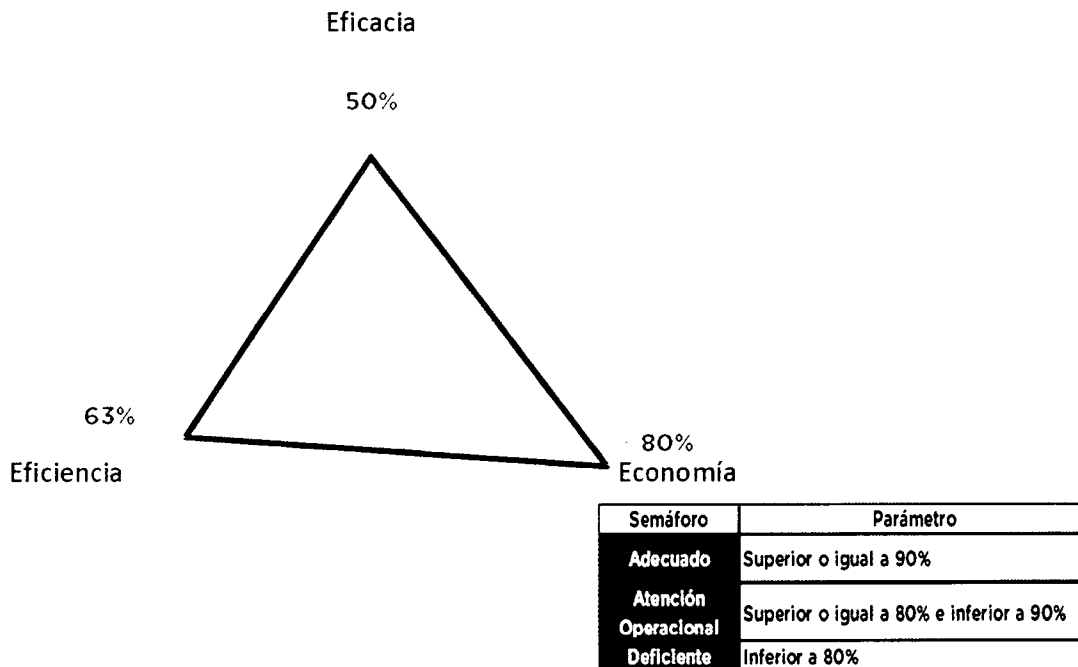 Eficacia
50%
63%
Eficiencia
80%
Economía
Semáforo Parámetro
Adecuado Superior o igual a 90%
Atención
Operacional Superior o igual a 80% e inferior a 90%
Deficiente Inferior a 80%